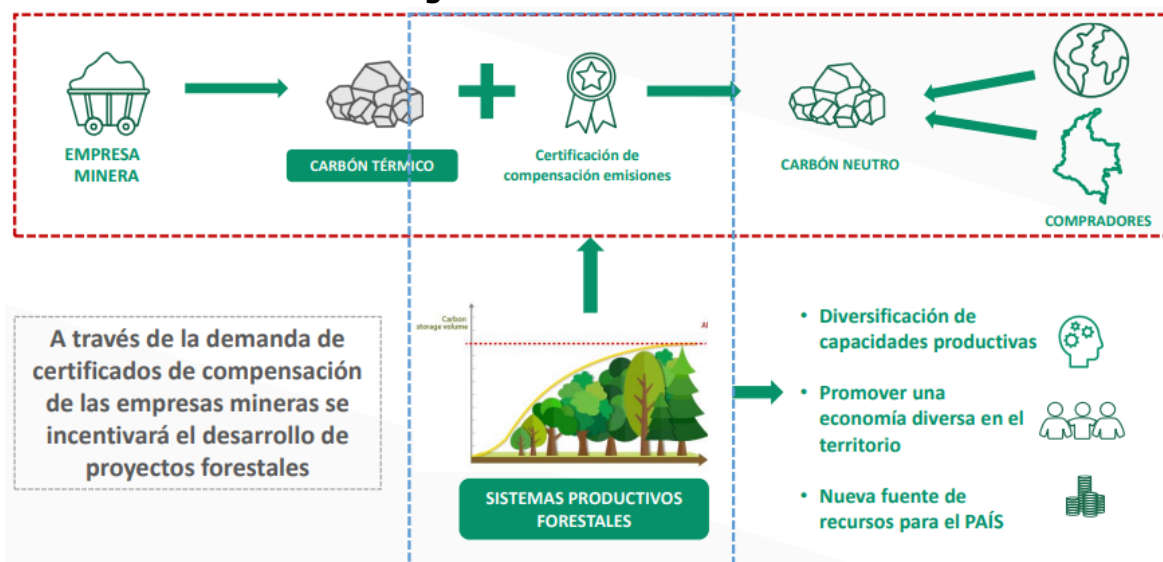 EMPRESA
MINERA
CARBÓN TÉRMICO
Certificación de
compensación emisiones
CARBÓN NEUTRO
COMPRADORES
A través de la demanda de
certificados de compensación
de las empresas mineras se
incentivará el desarrollo de
proyectos forestales
Carbon
storage volume
SISTEMAS PRODUCTIVOS
FORESTALES
• Diversificación de
capacidades productivas
• Promover una
economía diversa en el
territorio
• Nueva fuente de
recursos para el PAÍS